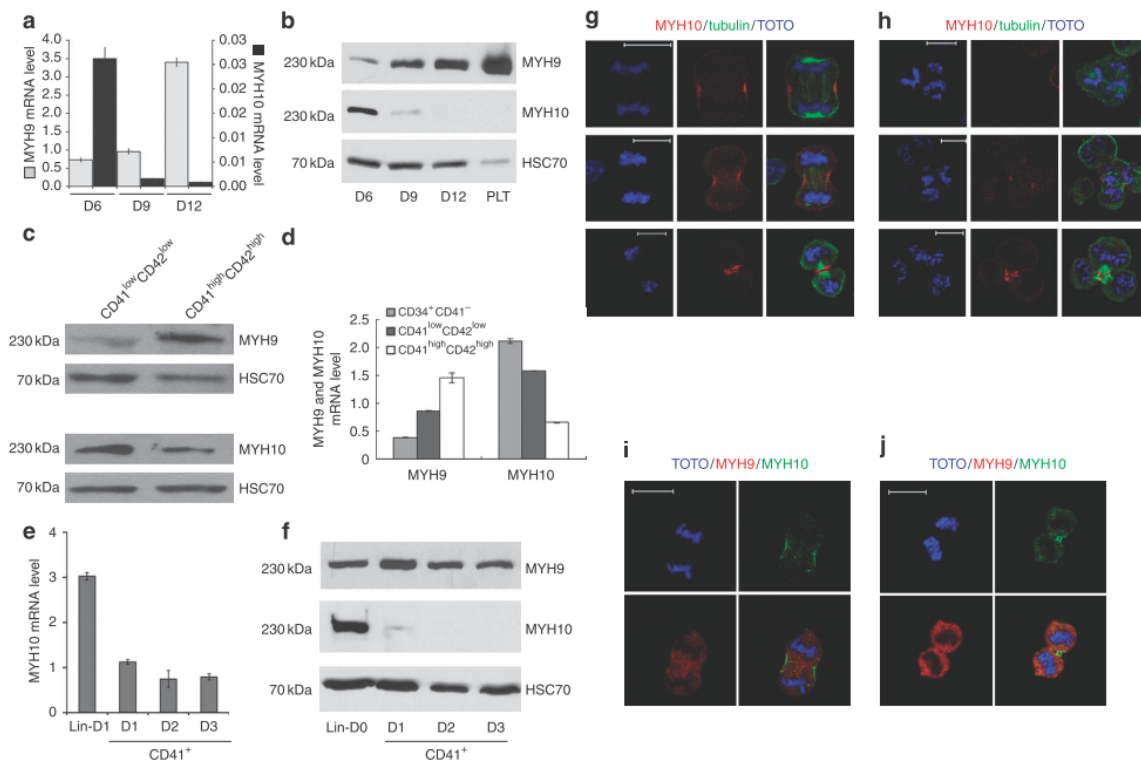 a
MYH9 mRNA level
4.0
3.5
3.0
2.5
2.0
1.5
1.0
0.5
0.0
0.03
0.03
0.02
0.02
0.01
0.01
0.00
MYH10 mRNA level
D6 D9 D12
b
230 kDa MYH9
230 kDa MYH10
70 kDa HSC70
D6 D9 D12 PLT
c
CD41lowCD42low
CD41highCD42high
230 kDa MYH9
70 kDa HSC70
230 kDa MYH10
70 kDa HSC70
d
CD34+CD41−
CD41lowCD42low
CD41highCD42high
MYH9 and MYH10
mRNA level
2.5
2.0
1.5
1.0
0.5
0
MYH9 MYH10
e
MYH10 mRNA level
4
3
2
1
0
Lin-D1 D1 D2 D3
CD41+
f
230 kDa MYH9
230 kDa MYH10
70 kDa HSC70
Lin-D0 D1 D2 D3
CD41+
g
MYH10/tubulin/TOTO
h
MYH10/tubulin/TOTO
i
TOTO/MYH9/MYH10
j
TOTO/MYH9/MYH10